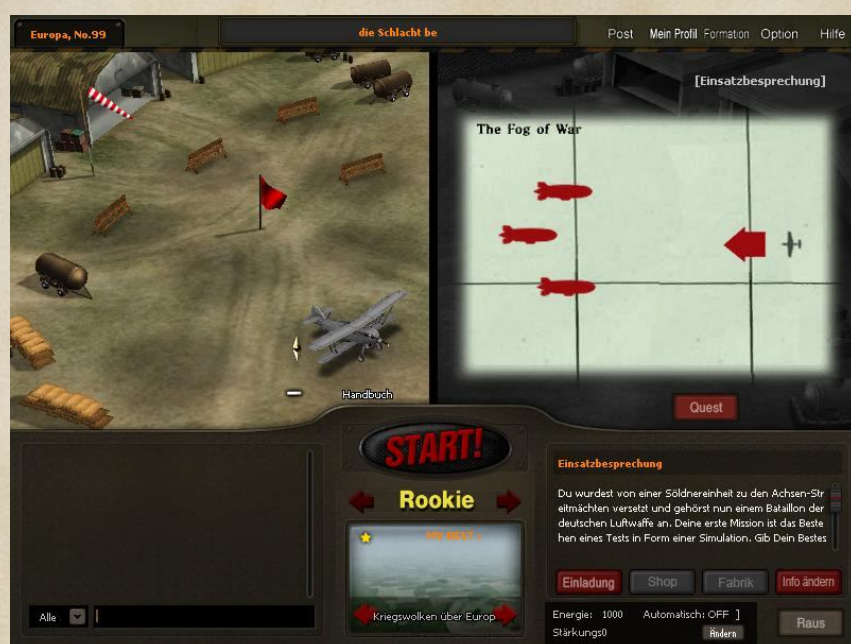 Europa, No.99
die Schlacht be
Post Mein Profil Formation Option Hilfe
[Einsatzbesprechung]
The Fog of War
Handbuch
Quest
START!
Rookie
Einsatzbesprechung
Du wurdest von einer Söldnereinheit zu den Achsen-Str
eitmächten versetzt und gehörst nun einem Bataillon der
deutschen Luftwaffe an. Deine erste Mission ist das Beste
hen eines Tests in Form einer Simulation. Gib Dein Bestes
Kriegswolken über Europ
Einladung Shop Fabrik Info ändern
Alle
Energie: 1000 Automatisch: OFF ]
Stärkungs0 Ändern
Raus